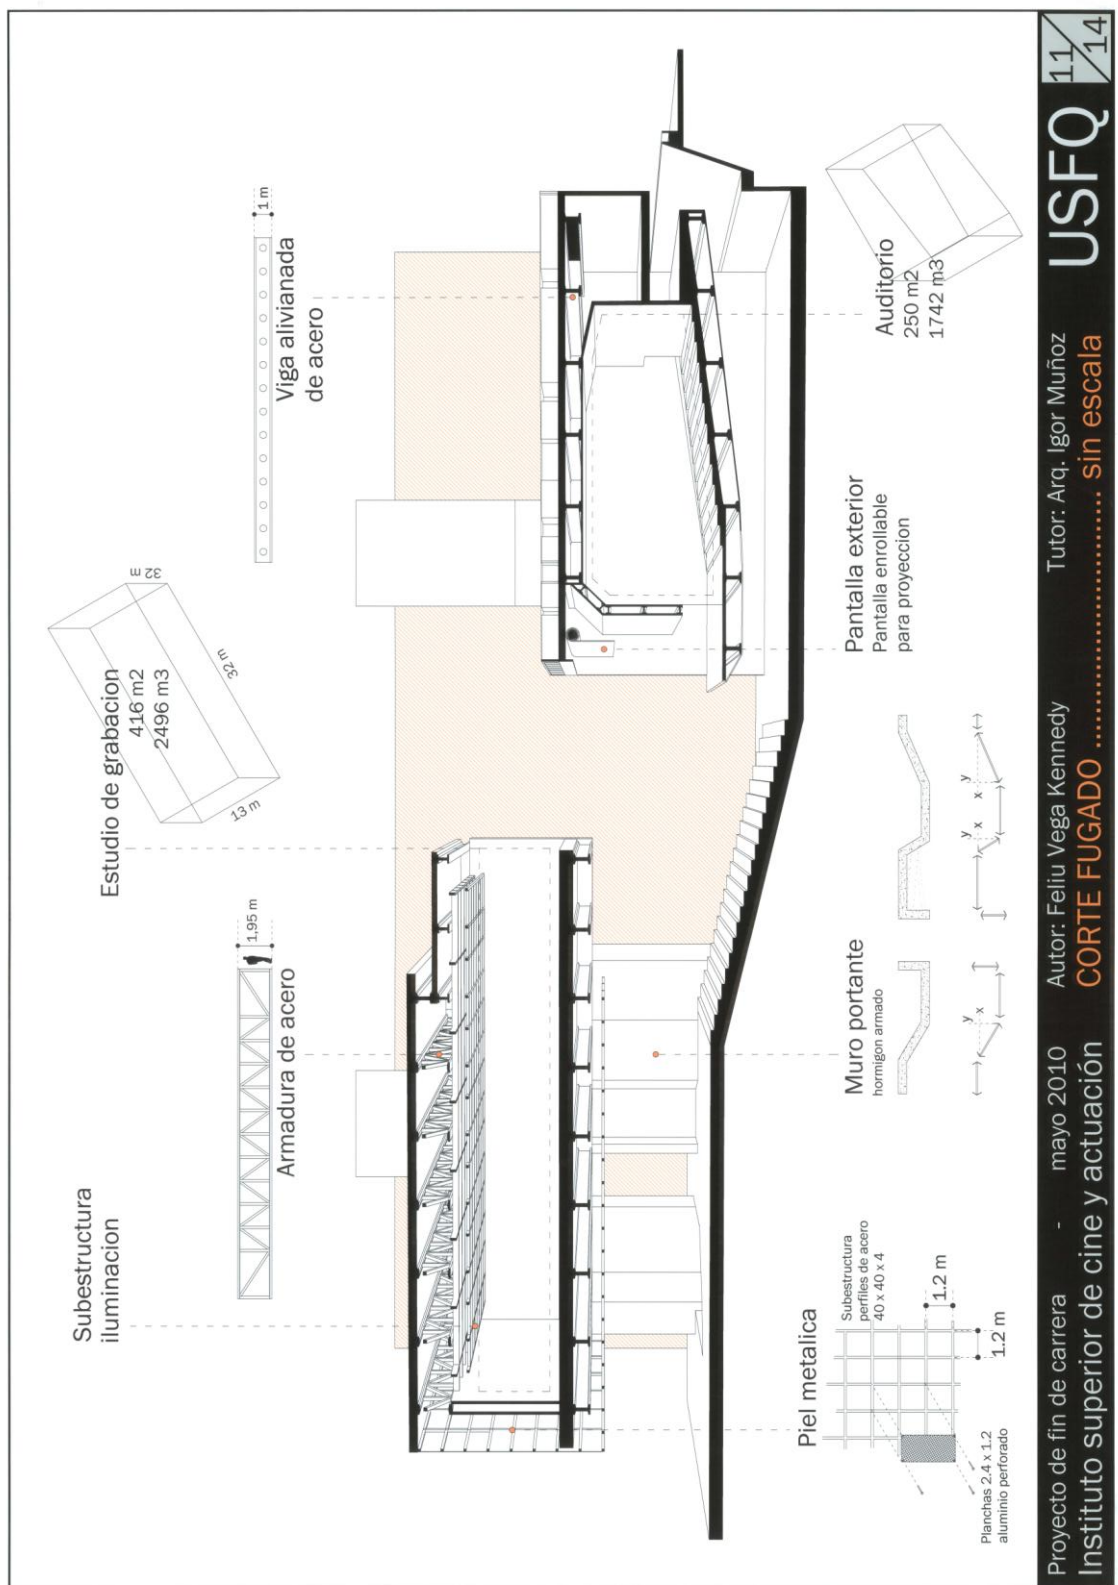 Subestructura
iluminacion
Armadura de acero
1,95 m
Estudio de grabacion
416 m2
2496 m3
13 m
32 m
32 m
Viga alivianada
de acero
1 m
Piel metalica
Subestructura
perfiles de acero
40 x 40 x 4
1.2 m
1.2 m
Planchas 2.4 x 1.2
aluminio perforado
Muro portante
hormigon armado
y
x
y
x
x
y
Pantalla exterior
Pantalla enrollable
para proyeccion
Auditorio
250 m2
1742 m3
Proyecto de fin de carrera - mayo 2010 Autor: Feliu Vega Kennedy Tutor: Arq. Igor Muñoz
Instituto superior de cine y actuación CORTE FUGADO ................................ sin escala
USFQ
11/14